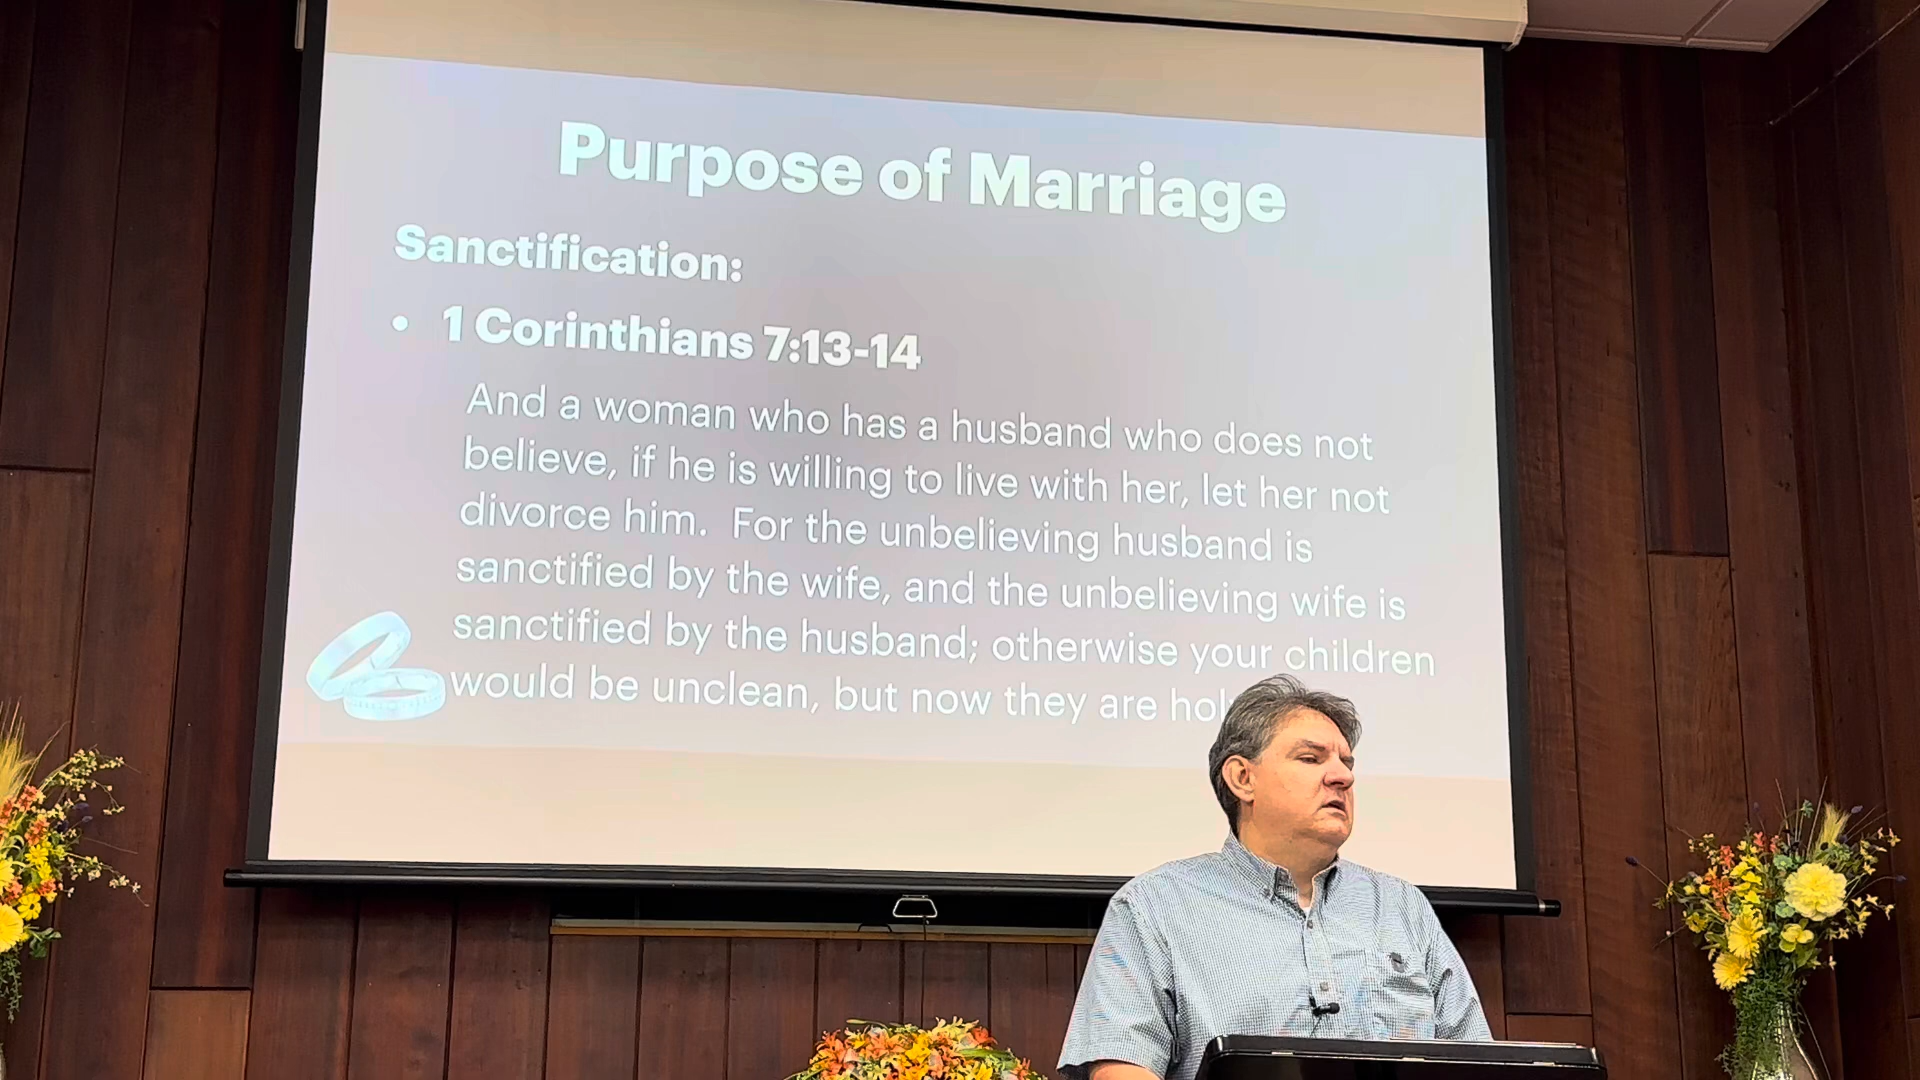 Purpose of Marriage
Sanctification:
• 1 Corinthians 7:13-14
And a woman who has a husband who does not
believe, if he is willing to live with her, let her not
divorce him. For the unbelieving husband is
sanctified by the wife, and the unbelieving wife is
sanctified by the husband; otherwise your children
would be unclean, but now they are